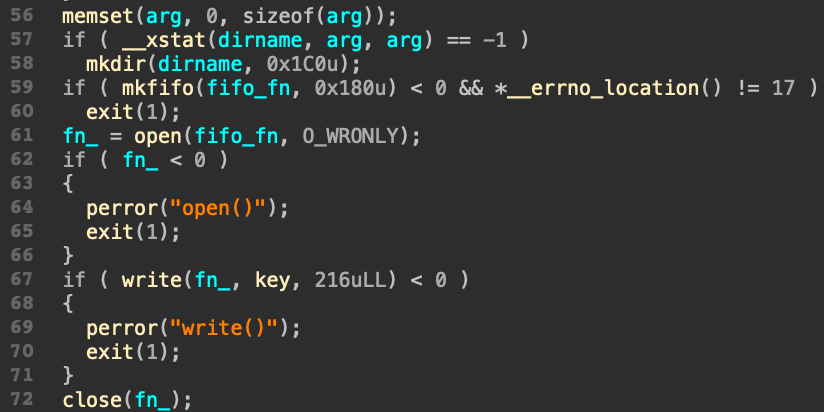 56 memset(arg, 0, sizeof(arg));
57 if ( __xstat(dirname, arg, arg) == -1 )
58 mkdir(dirname, 0x1C0u);
59 if ( mkfifo(fifo_fn, 0x180u) < 0 && *__errno_location() != 17 )
60 exit(1);
61 fn_ = open(fifo_fn, O_WRONLY);
62 if ( fn_ < 0 )
63 {
64 perror("open()");
65 exit(1);
66 }
67 if ( write(fn_, key, 216uLL) < 0 )
68 {
69 perror("write()");
70 exit(1);
71 }
72 close(fn_);